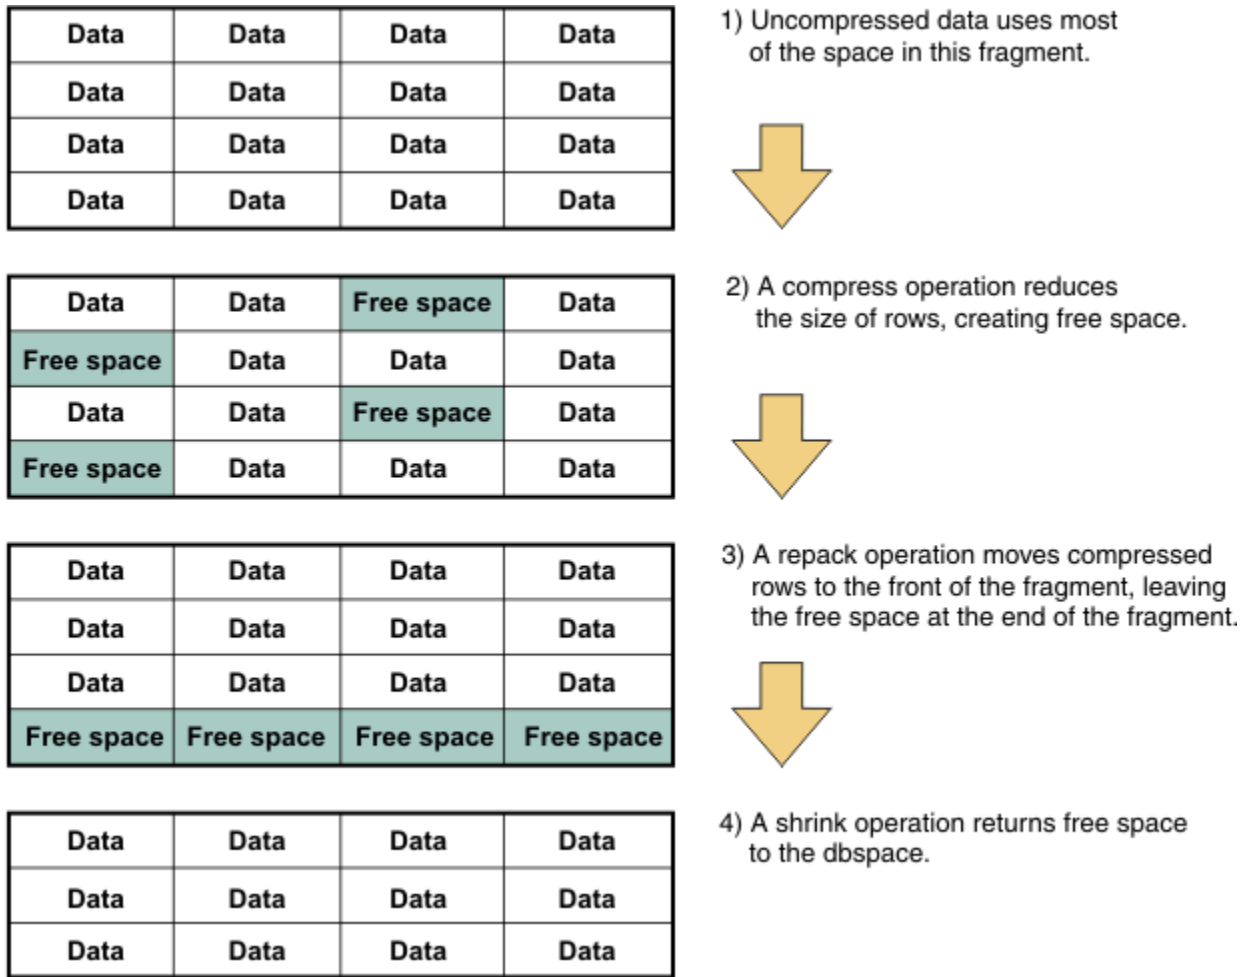 Data Data Data Data
Data Data Data Data
Data Data Data Data
Data Data Data Data
1) Uncompressed data uses most
of the space in this fragment.
Data Data Free space Data
Free space Data Data Data
Data Data Free space Data
Free space Data Data Data
2) A compress operation reduces
the size of rows, creating free space.
Data Data Data Data
Data Data Data Data
Data Data Data Data
Free space Free space Free space Free space
3) A repack operation moves compressed
rows to the front of the fragment, leaving
the free space at the end of the fragment.
Data Data Data Data
Data Data Data Data
Data Data Data Data
4) A shrink operation returns free space
to the dbspace.